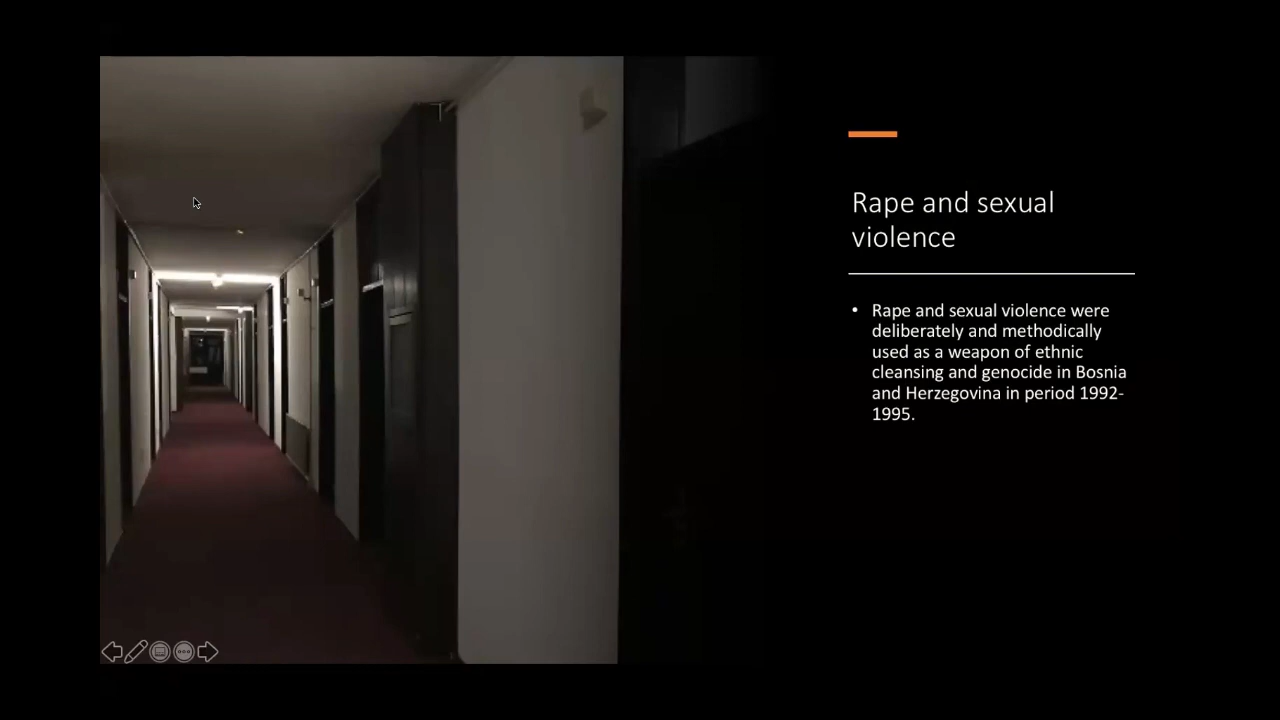 Rape and sexual
violence
• Rape and sexual violence were
deliberately and methodically
used as a weapon of ethnic
cleansing and genocide in Bosnia
and Herzegovina in period 1992-
1995.